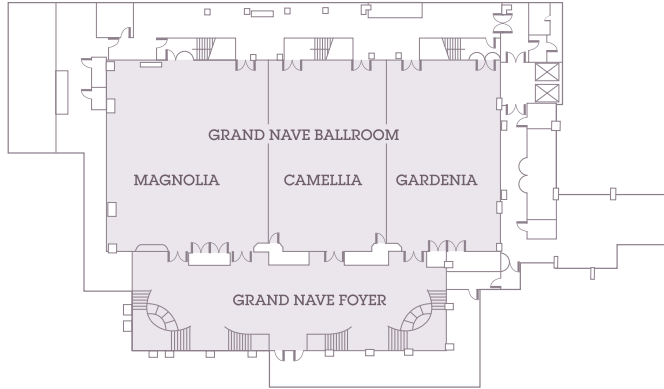 GRAND NAVE BALLROOM
MAGNOLIA
CAMELLIA
GARDENIA
GRAND NAVE FOYER